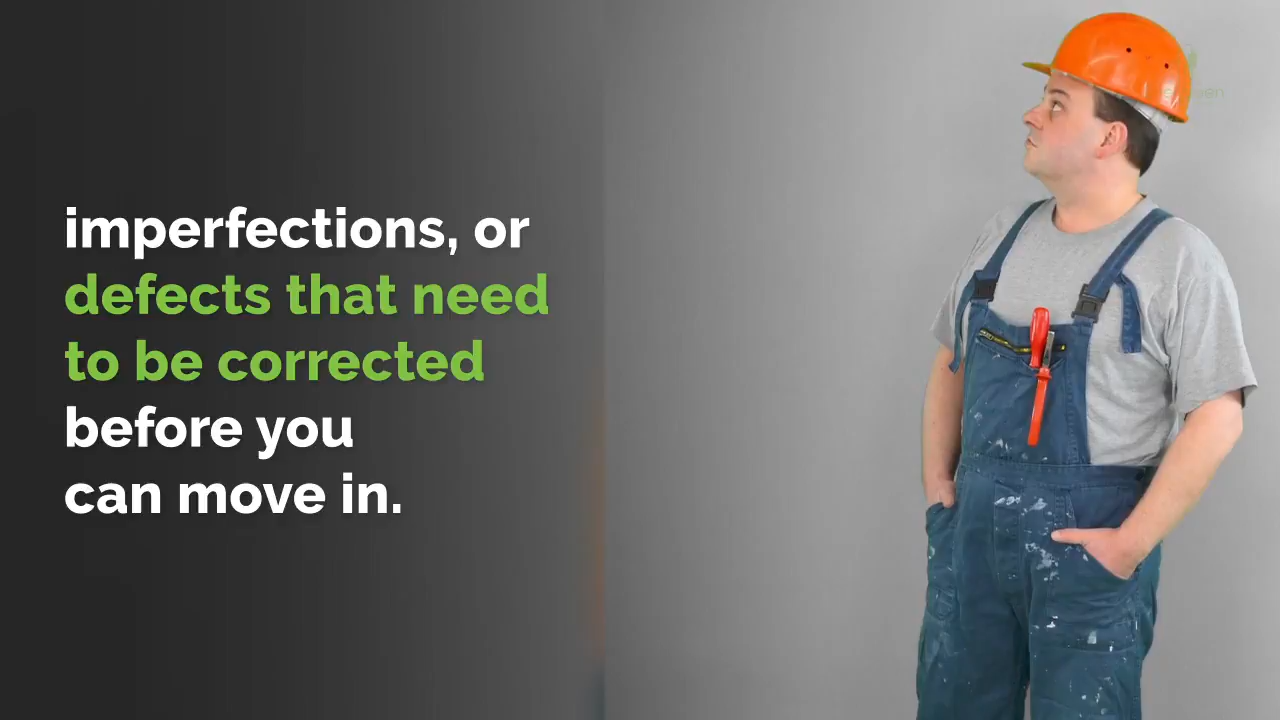 imperfections, or
defects that need
to be corrected
before you
can move in.